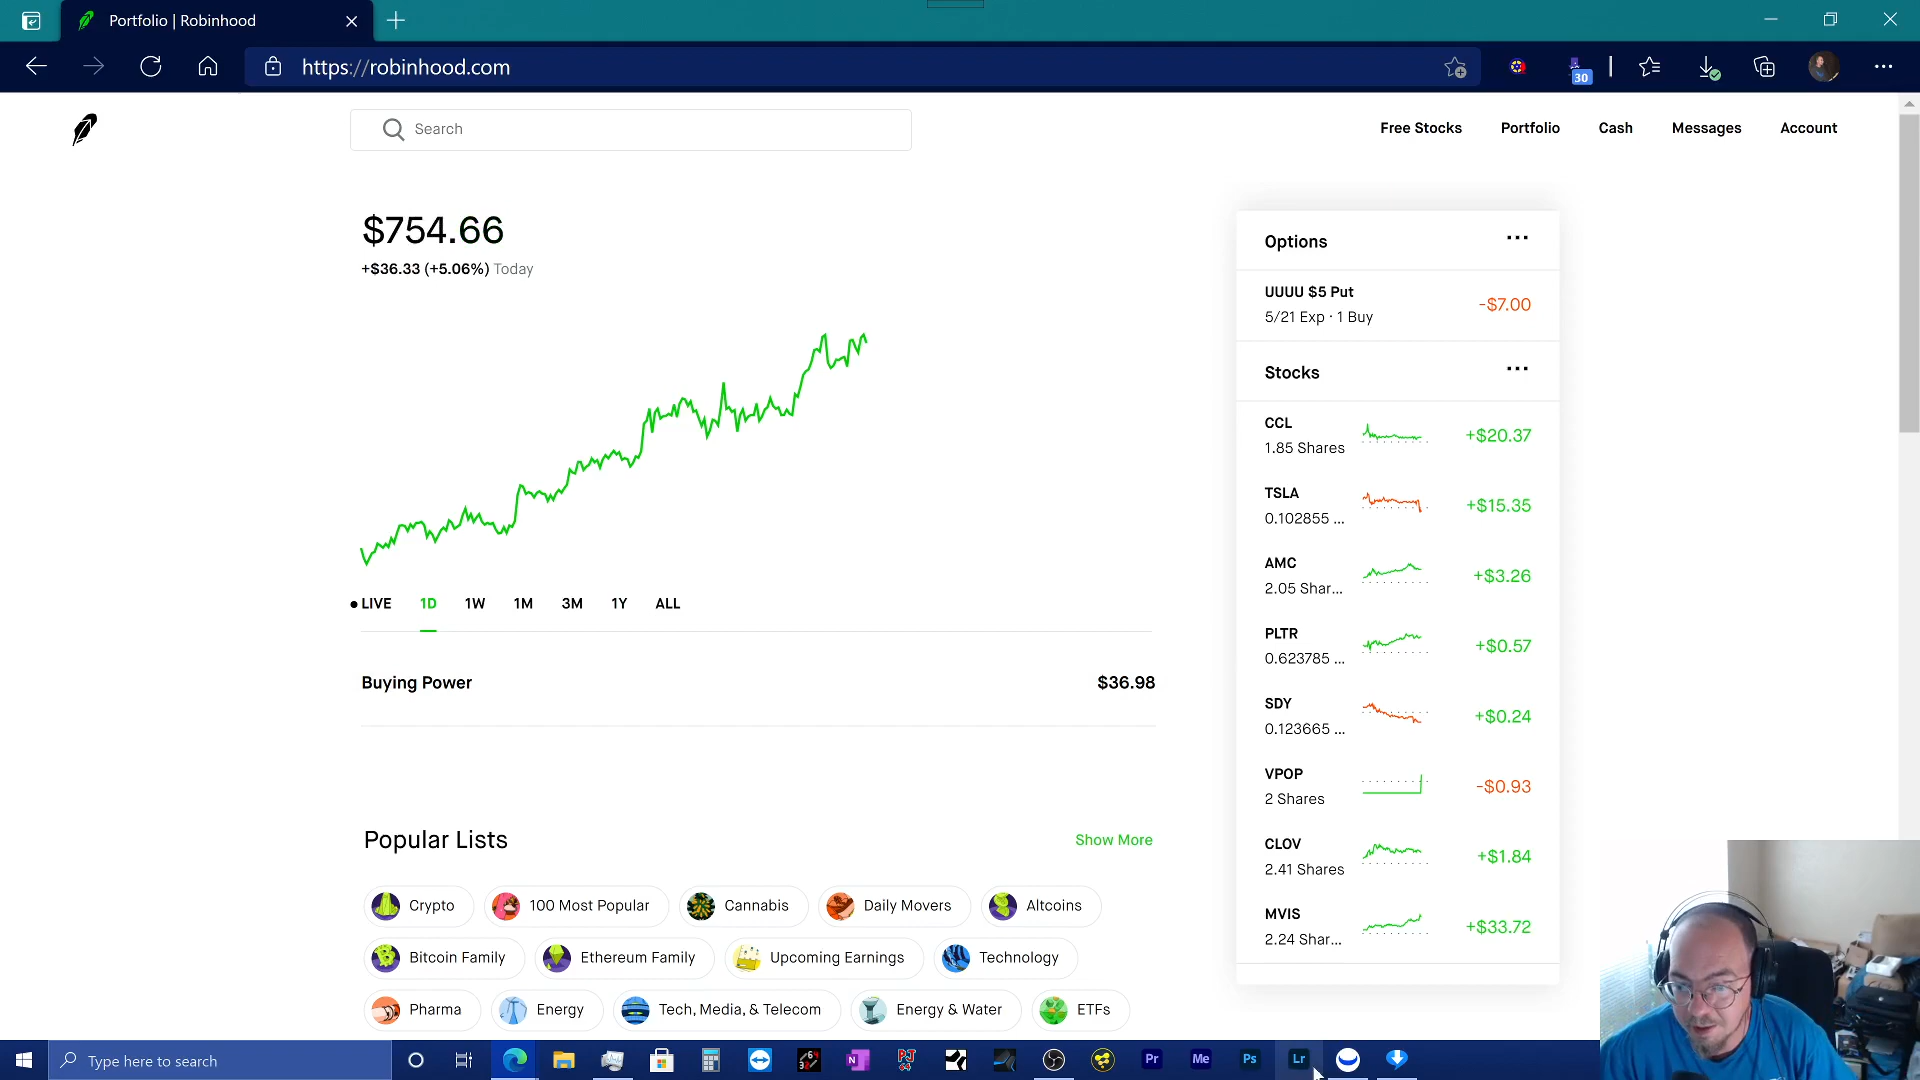 Portfolio | Robinhood
https://robinhood.com
30
Search
Free Stocks
Portfolio
Cash
Messages
Account
$754.66
+$36.33 (+5.06%) Today
LIVE
1D
1W
1M
3M
1Y
ALL
Buying Power
$36.98
Popular Lists
Show More
Crypto
100 Most Popular
Cannabis
Daily Movers
Altcoins
Bitcoin Family
Ethereum Family
Upcoming Earnings
Technology
Pharma
Energy
Tech, Media, & Telecom
Energy & Water
ETFs
Options
UUUU $5 Put
5/21 Exp · 1 Buy
-$7.00
Stocks
CCL
1.85 Shares
+$20.37
TSLA
0.102855 ...
+$15.35
AMC
2.05 Shar...
+$3.26
PLTR
0.623785 ...
+$0.57
SDY
0.123665 ...
+$0.24
VPOP
2 Shares
-$0.93
CLOV
2.41 Shares
+$1.84
MVIS
2.24 Shar...
+$33.72
Type here to search
Pr
Me
Ps
Lr